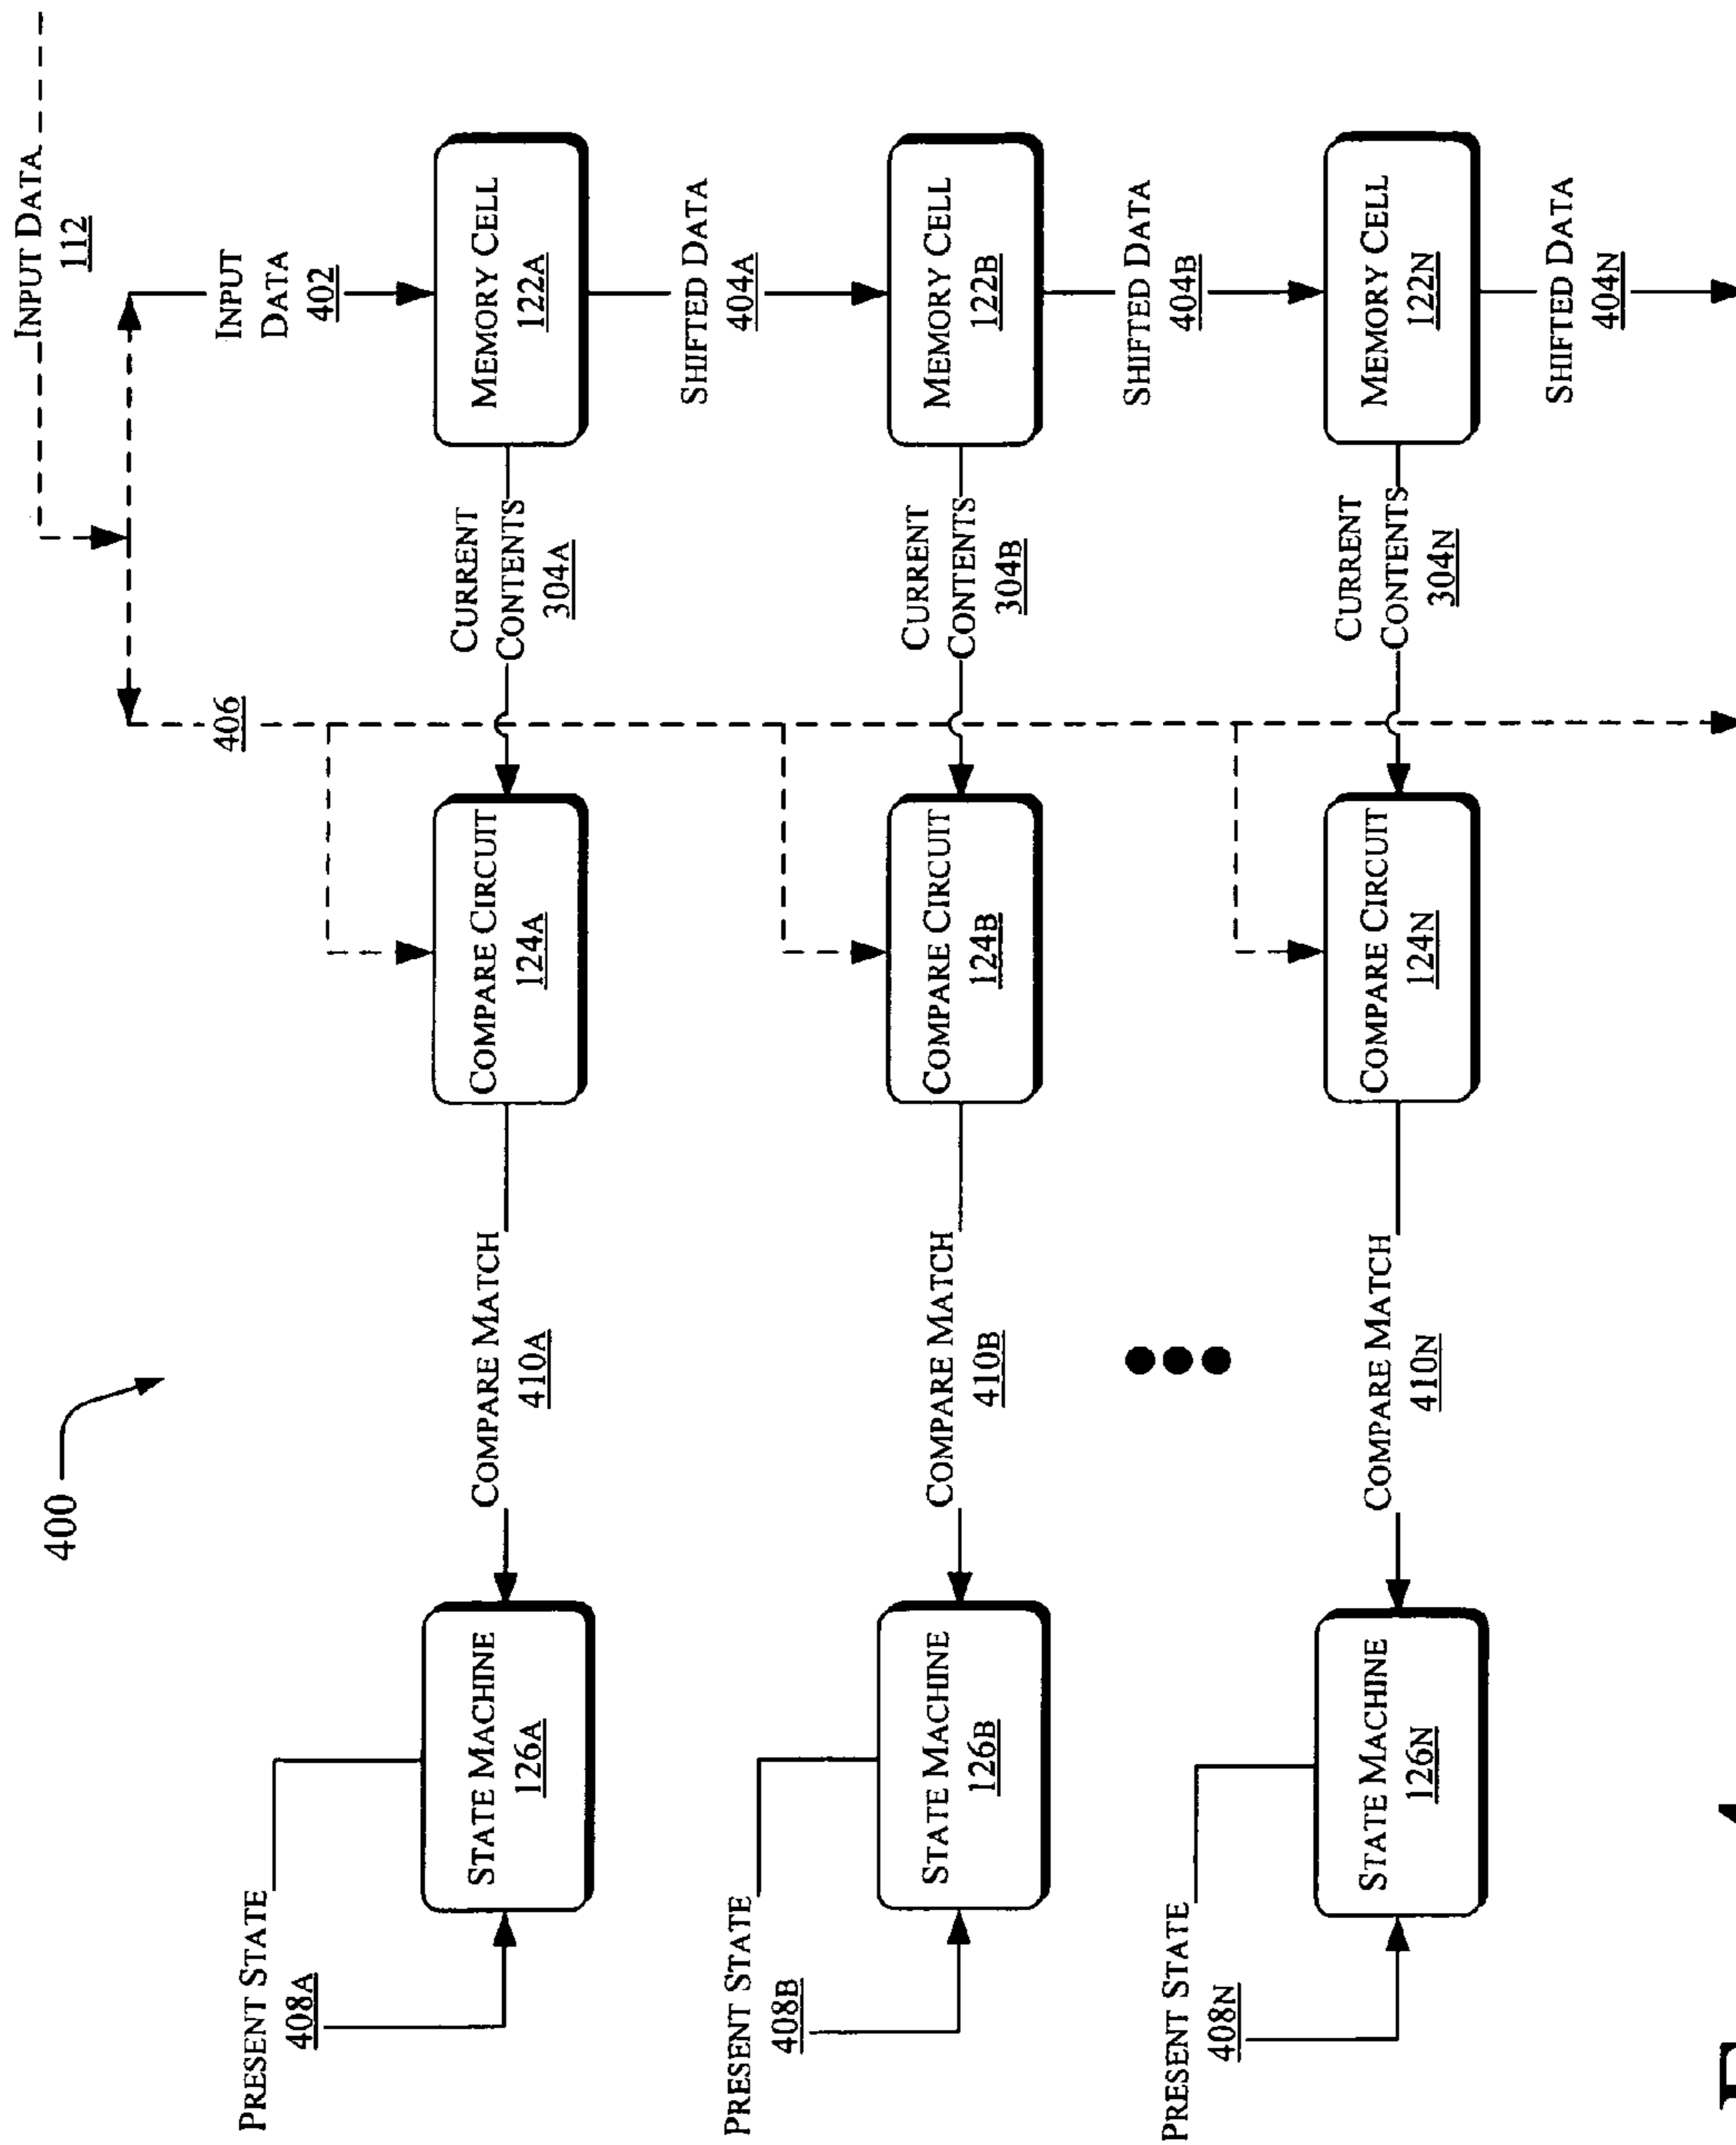 INPUT DATA
112
400
INPUT
DATA
402
406
PRESENT STATE
408A
STATE MACHINE
126A
COMPARE MATCH
410A
COMPARE CIRCUIT
124A
CURRENT
CONTENTS
304A
MEMORY CELL
122A
SHIFTED DATA
404A
PRESENT STATE
408B
STATE MACHINE
126B
COMPARE MATCH
410B
COMPARE CIRCUIT
124B
CURRENT
CONTENTS
304B
MEMORY CELL
122B
SHIFTED DATA
404B
PRESENT STATE
408N
STATE MACHINE
126N
COMPARE MATCH
410N
COMPARE CIRCUIT
124N
CURRENT
CONTENTS
304N
MEMORY CELL
122N
SHIFTED DATA
404N